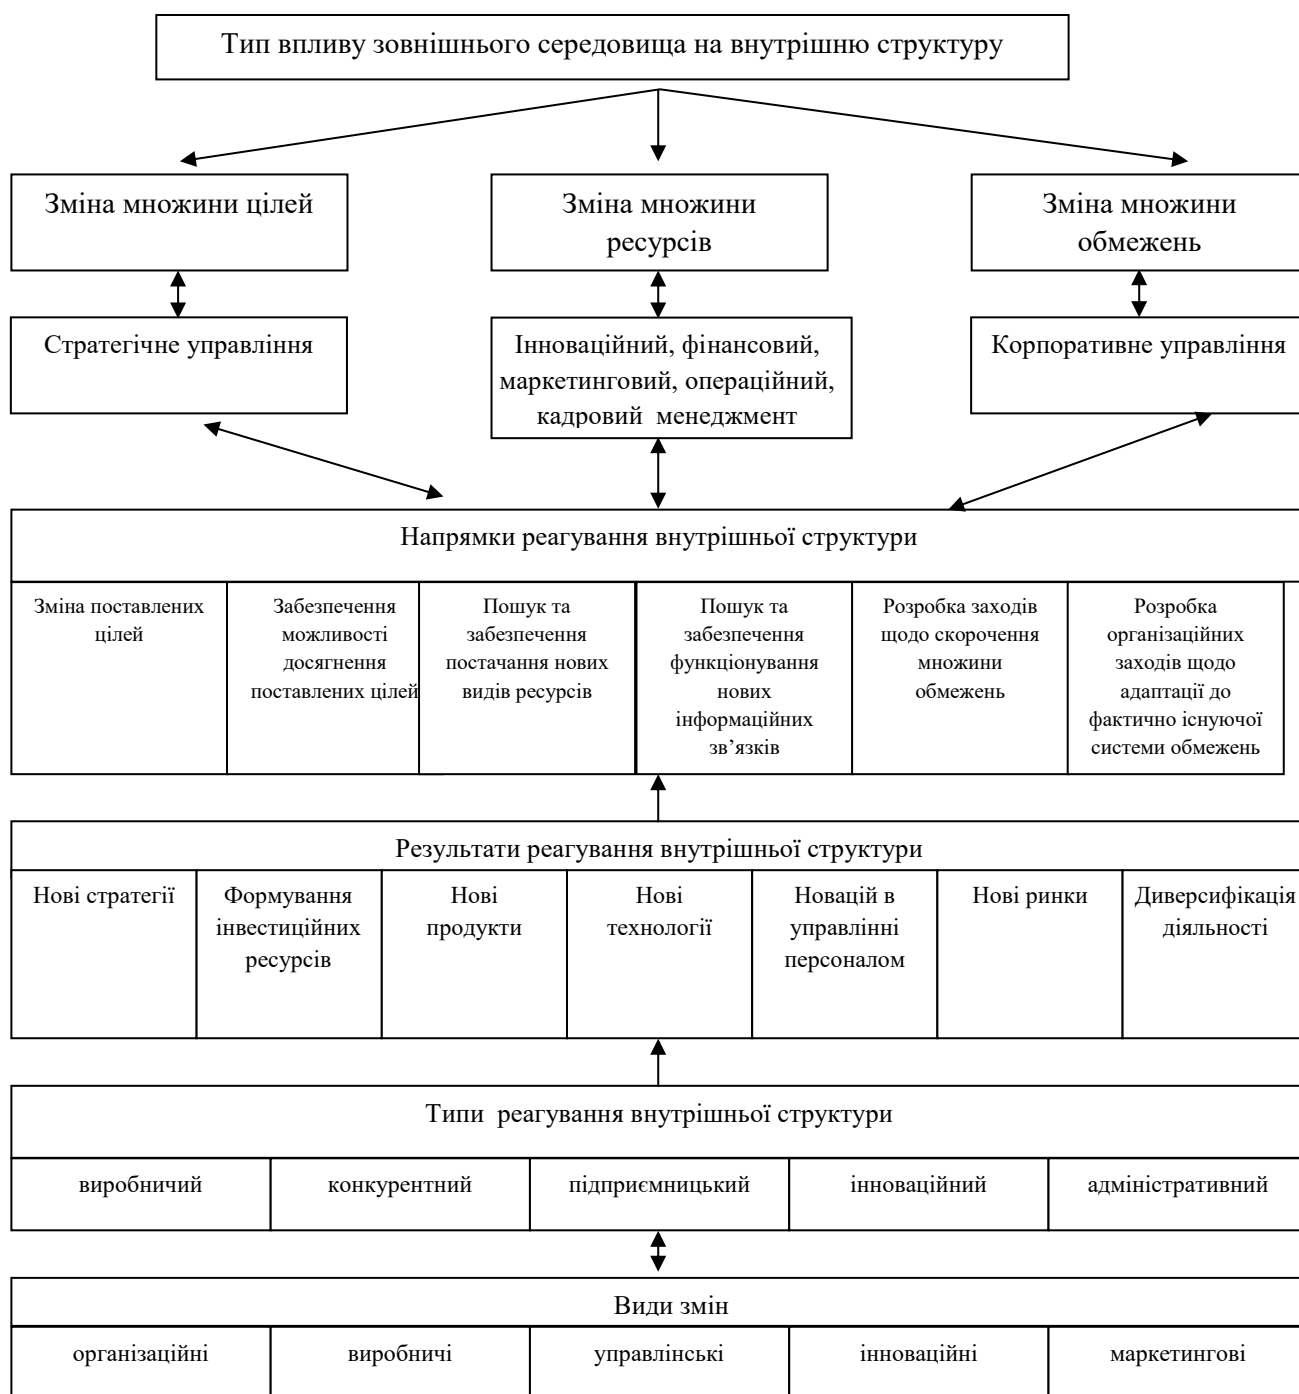 Тип впливу зовнішнього середовища на внутрішню структуру
Зміна множини цілей
Зміна множини
ресурсів
Зміна множини
обмежень
Стратегічне управління
Інноваційний, фінансовий,
маркетинговий, операційний,
кадровий  менеджмент
Корпоративне управління
Напрямки реагування внутрішньої структури
Зміна поставлених
цілей
Забезпечення
можливості
досягнення
поставлених цілей
Пошук та
забезпечення
постачання нових
видів ресурсів
Пошук та
забезпечення
функціонування
нових
інформаційних
зв’язків
Розробка заходів
щодо скорочення
множини
обмежень
Розробка
організаційних
заходів щодо
адаптації до
фактично існуючої
системи обмежень
Результати реагування внутрішньої структури
Нові стратегії
Формування
інвестиційних
ресурсів
Нові
продукти
Нові
технології
Новацій в
управлінні
персоналом
Нові ринки
Диверсифікація
діяльності
Типи  реагування внутрішньої структури
виробничий
конкурентний
підприємницький
інноваційний
адміністративний
Види змін
організаційні
виробничі
управлінські
інноваційні
маркетингові